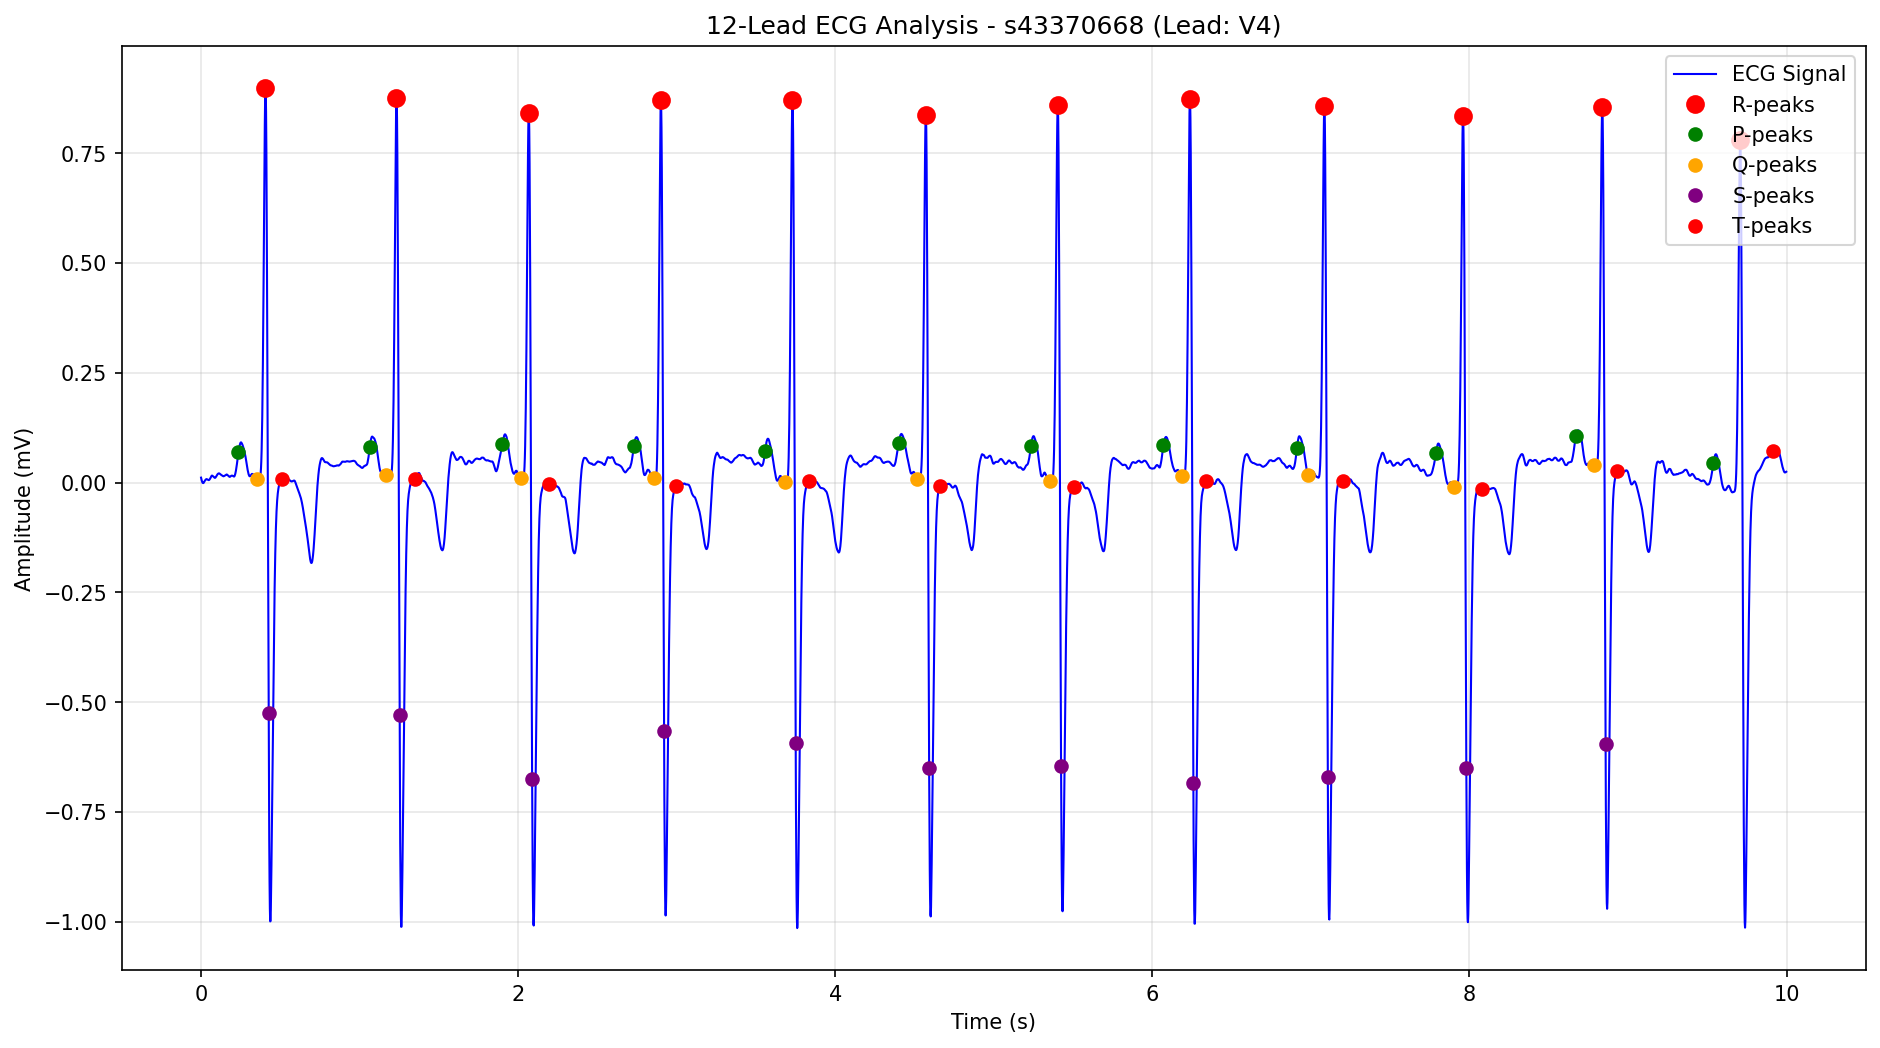 12-Lead ECG Analysis - s43370668 (Lead: V4)
ECG Signal
R-peaks
P-peaks
Q-peaks
S-peaks
T-peaks
Amplitude (mV)
0.75
0.50
0.25
0.00
−0.25
−0.50
−0.75
−1.00
0 2 4 6 8 10
Time (s)